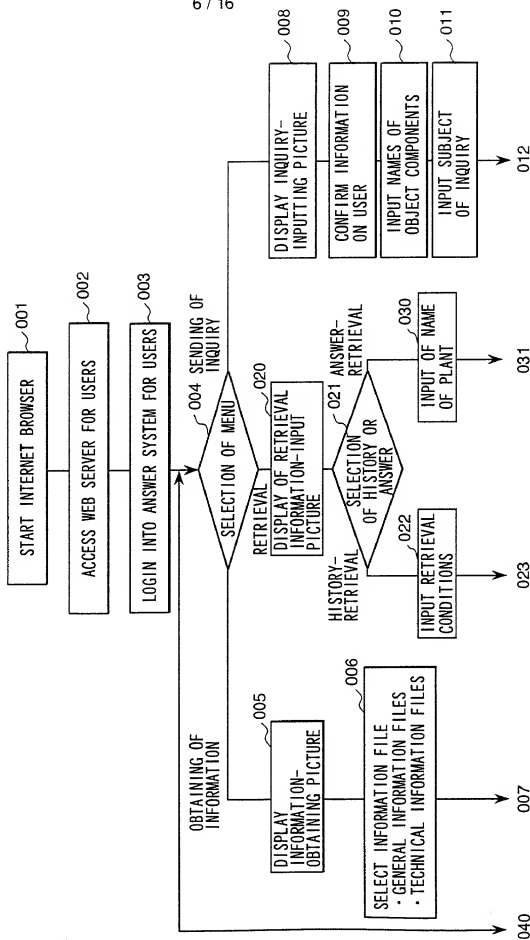 6 / 16
START INTERNET BROWSER
001
ACCESS WEB SERVER FOR USERS
002
LOGIN INTO ANSWER SYSTEM FOR USERS
003
OBTAINING OF
INFORMATION
SELECTION OF MENU
004
SENDING OF
INQUIRY
RETRIEVAL
DISPLAY
INFORMATION-
OBTAINING PICTURE
005
SELECT INFORMATION FILE
・GENERAL INFORMATION FILES
・TECHNICAL INFORMATION FILES
006
DISPLAY OF RETRIEVAL
INFORMATION-INPUT
PICTURE
020
HISTORY-
RETRIEVAL
SELECTION
OF HISTORY OR
ANSWER
021
ANSWER-
RETRIEVAL
INPUT RETRIEVAL
CONDITIONS
022
INPUT OF NAME
OF PLANT
030
DISPLAY INQUIRY-
INPUTTING PICTURE
008
CONFIRM INFORMATION
ON USER
009
INPUT NAMES OF
OBJECT COMPONENTS
010
INPUT SUBJECT
OF INQUIRY
011
040
007
023
031
012